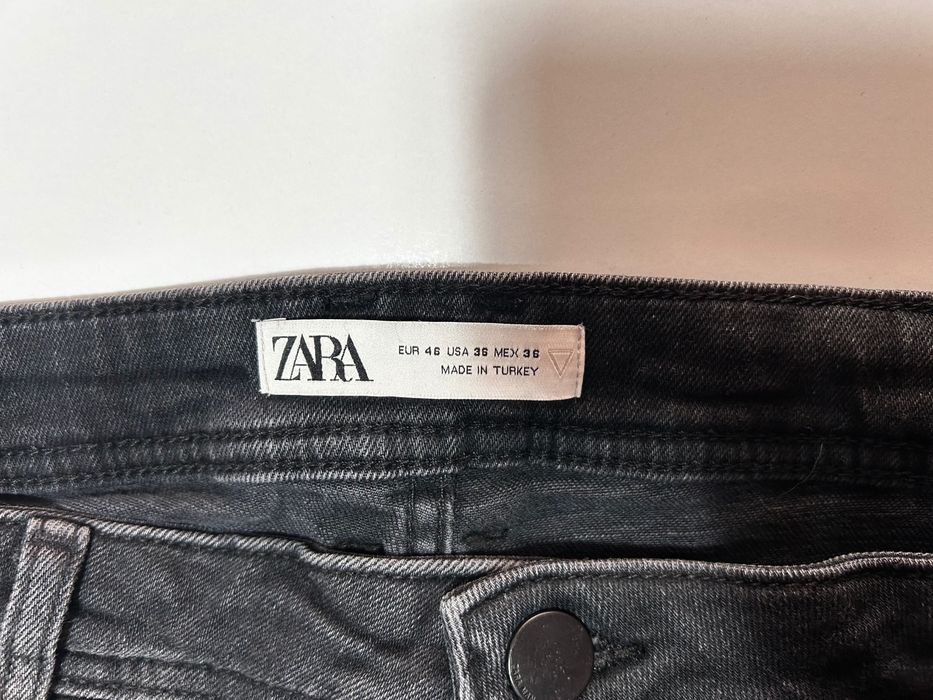 ZARA
EUR 46 USA 36 MEX 36
MADE IN TURKEY